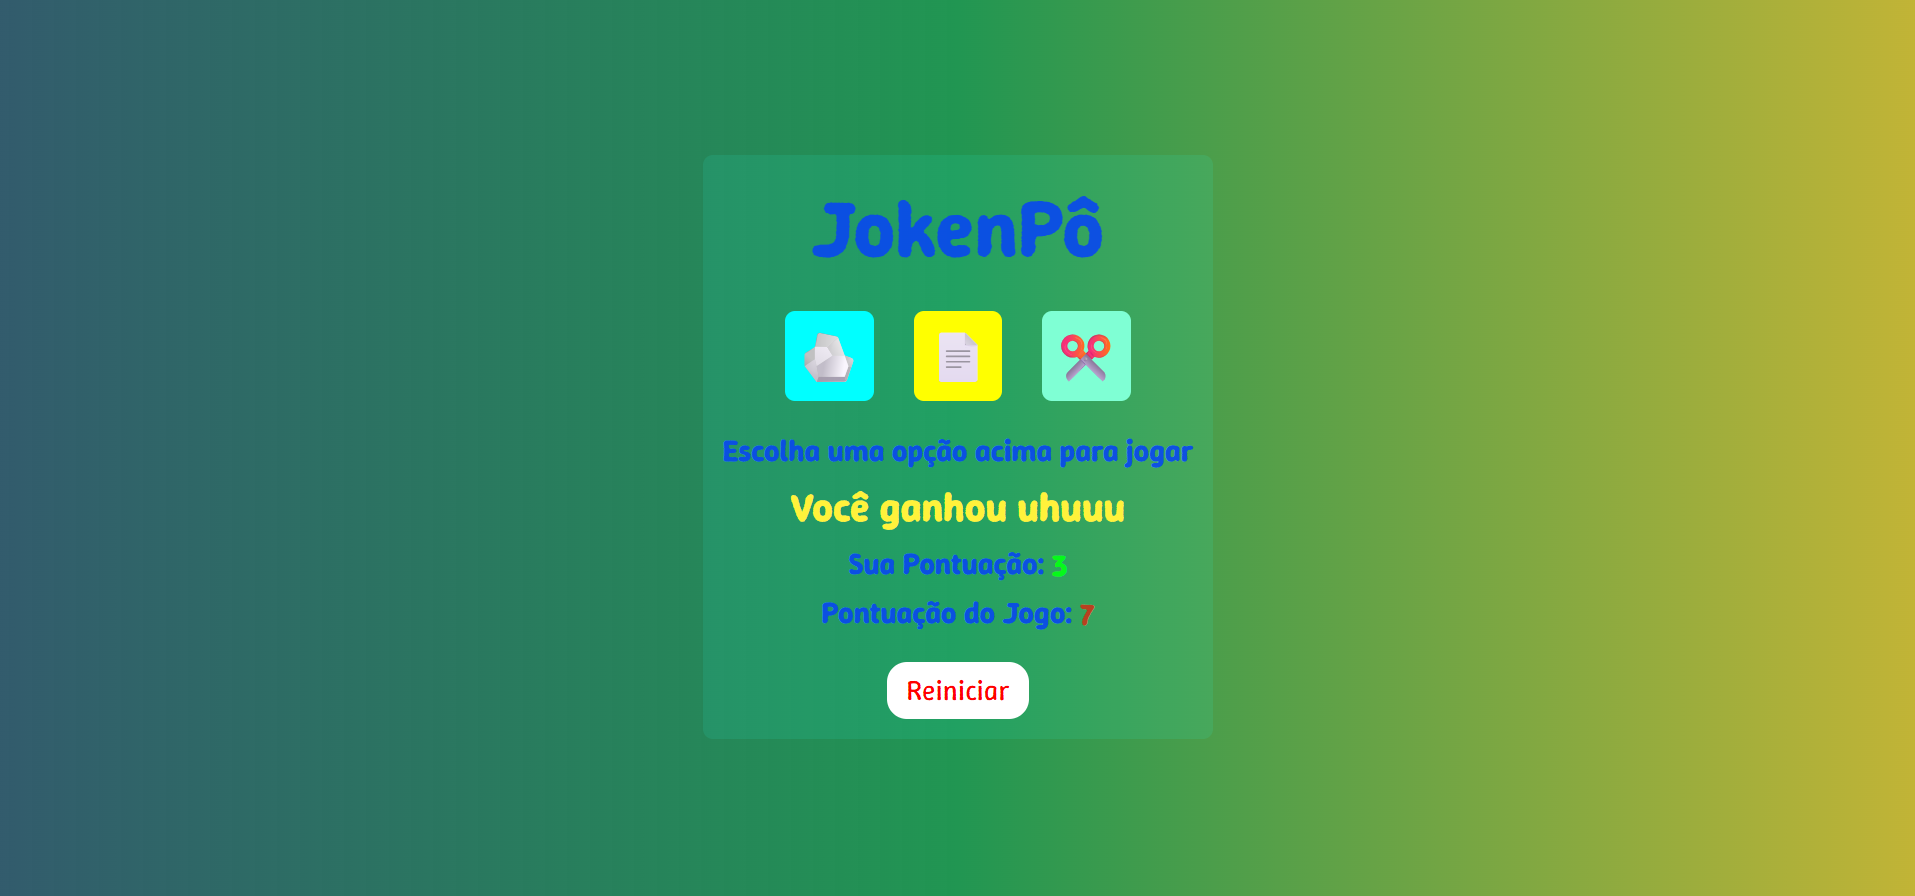 JokenPô
Escolha uma opção acima para jogar
Você ganhou uhuuu
Sua Pontuação: 3
Pontuação do Jogo: 7
Reiniciar